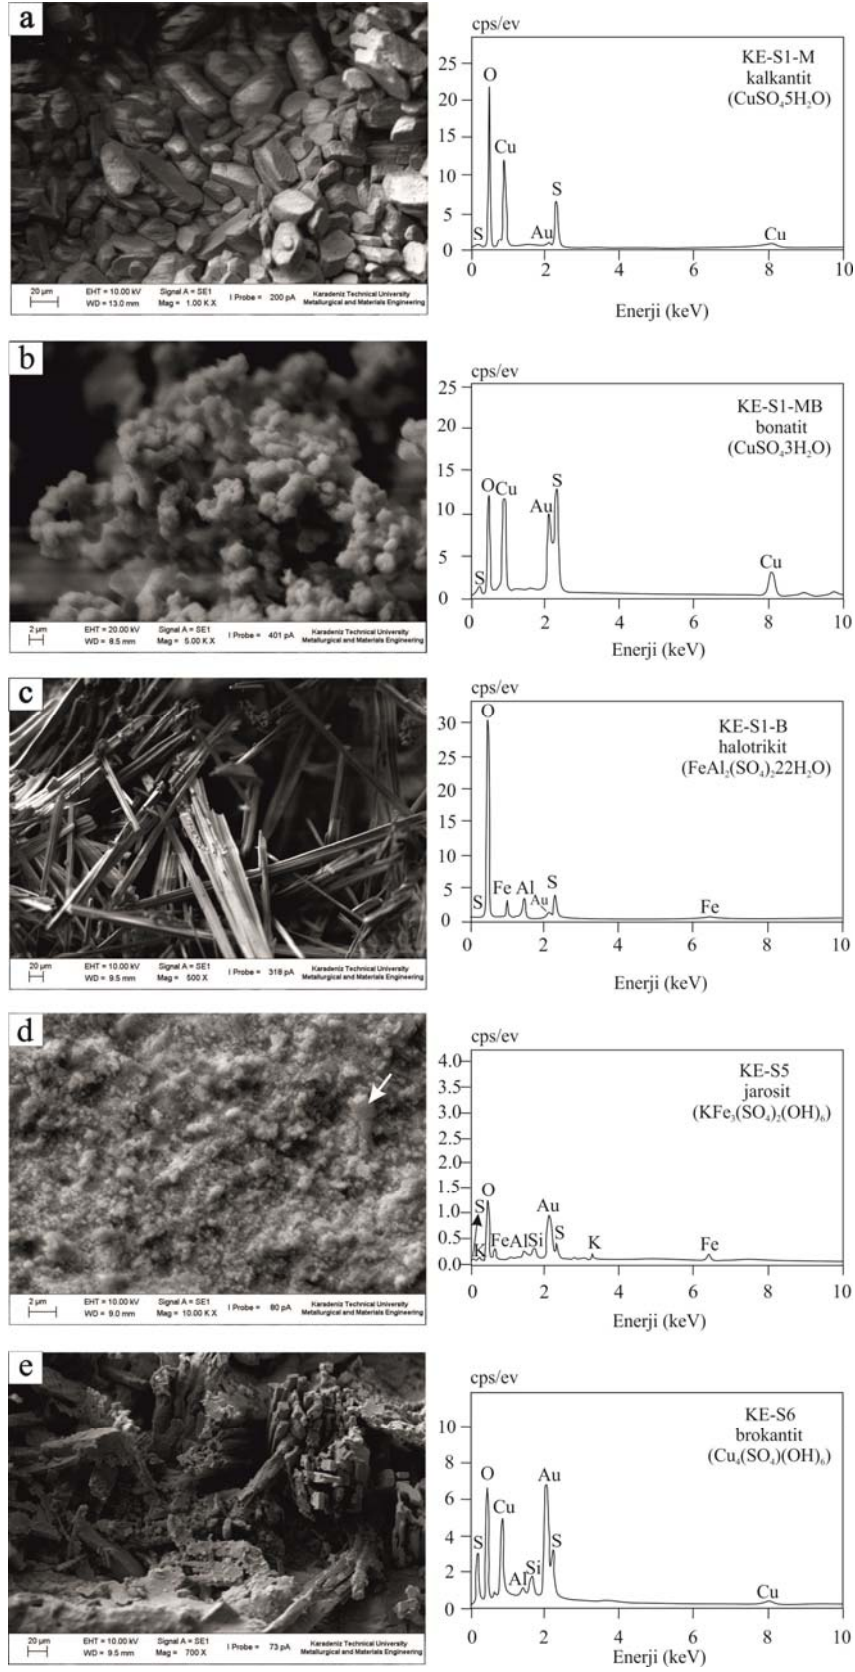 a
20 µm
EHT = 10.00 kV
WD = 13.0 mm
Signal A = SE1
Mag = 1.00 K X
I Probe = 200 pA
Karadeniz Technical University
Metallurgical and Materials Engineering
cps/ev
KE-S1-M
kalkantit
(CuSO₄5H₂O)
25
20
15
10
5
0
S
O
Cu
Au
S
Cu
0 2 4 6 8 10
Enerji (keV)
b
2 µm
EHT = 20.00 kV
WD = 8.5 mm
Signal A = SE1
Mag = 5.00 K X
I Probe = 401 pA
Karadeniz Technical University
Metallurgical and Materials Engineering
cps/ev
KE-S1-MB
bonatit
(CuSO₄3H₂O)
25
20
15
10
5
0
S
O
Cu
Au
S
Cu
0 2 4 6 8 10
Enerji (keV)
c
20 µm
EHT = 10.00 kV
WD = 9.5 mm
Signal A = SE1
Mag = 500 X
I Probe = 318 pA
Karadeniz Technical University
Metallurgical and Materials Engineering
cps/ev
KE-S1-B
halotrikit
(FeAl₂(SO₄)₂22H₂O)
30
25
20
15
10
5
0
S
O
Fe
Al
Au
S
Fe
0 2 4 6 8 10
Enerji (keV)
d
2 µm
EHT = 10.00 kV
WD = 9.0 mm
Signal A = SE1
Mag = 10.00 K X
I Probe = 80 pA
Karadeniz Technical University
Metallurgical and Materials Engineering
cps/ev
KE-S5
jarosit
(KFe₃(SO₄)₂(OH)₆)
4.0
3.5
3.0
2.5
2.0
1.5
1.0
0.5
0.0
S
K
O
Fe
Al
Si
Au
S
K
Fe
0 2 4 6 8 10
Enerji (keV)
e
20 µm
EHT = 10.00 kV
WD = 9.5 mm
Signal A = SE1
Mag = 700 X
I Probe = 73 pA
Karadeniz Technical University
Metallurgical and Materials Engineering
cps/ev
KE-S6
brokantit
(Cu₄(SO₄)(OH)₆)
10
8
6
4
2
0
S
O
Cu
Al
Si
Au
S
Cu
0 2 4 6 8 10
Enerji (keV)